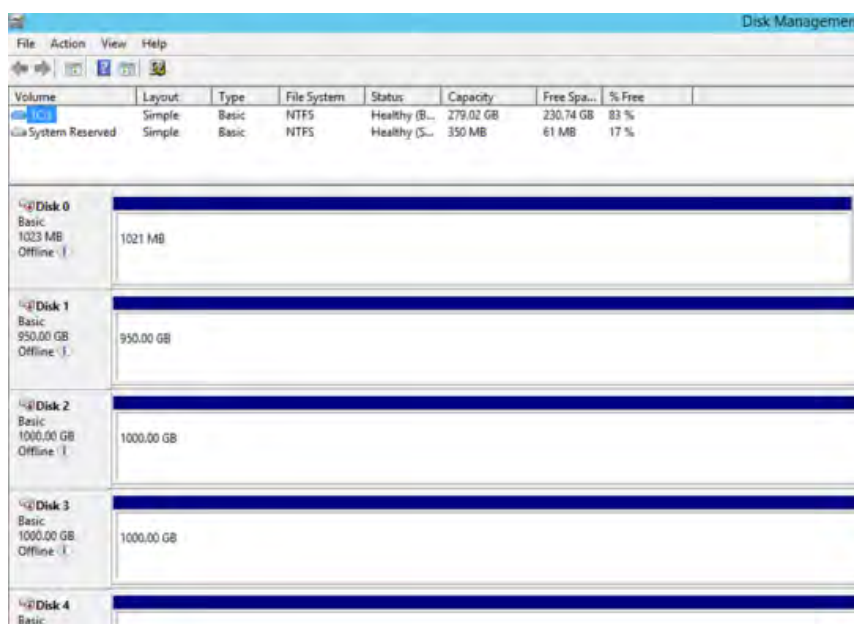 Disk Managemen
File Action View Help
Volume Layout Type File System Status Capacity Free Spa... % Free
(C:) Simple Basic NTFS Healthy (B... 279.02 GB 230.74 GB 83 %
System Reserved Simple Basic NTFS Healthy (S... 350 MB 61 MB 17 %
Disk 0
Basic
1023 MB
Offline
1021 MB
Disk 1
Basic
950.00 GB
Offline
950.00 GB
Disk 2
Basic
1000.00 GB
Offline
1000.00 GB
Disk 3
Basic
1000.00 GB
Offline
1000.00 GB
Disk 4
Basic